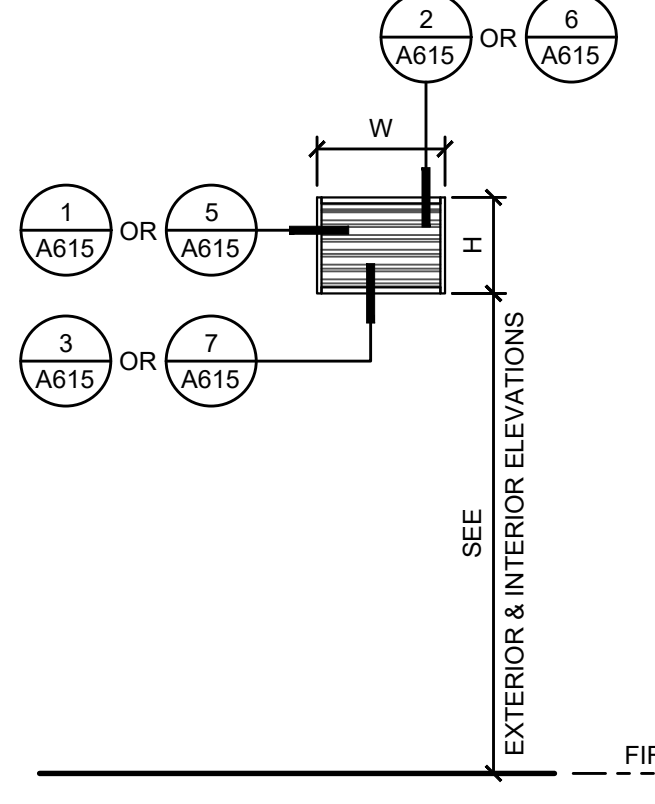 2 OR 6
A615 A615
W
1 OR 5
A615 A615
H
3 OR 7
A615 A615
SEE
EXTERIOR & INTERIOR ELEVATIONS